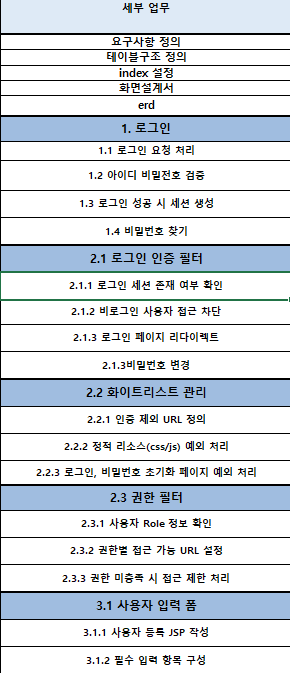 세부 업무
요구사항 정의
테이블구조 정의
index 설정
화면설계서
erd
1. 로그인
1.1 로그인 요청 처리
1.2 아이디 비밀번호 검증
1.3 로그인 성공 시 세션 생성
1.4 비밀번호 찾기
2.1 로그인 인증 필터
2.1.1 로그인 세션 존재 여부 확인
2.1.2 비로그인 사용자 접근 차단
2.1.3 로그인 페이지 리다이렉트
2.1.3비밀번호 변경
2.2 화이트리스트 관리
2.2.1 인증 제외 URL 정의
2.2.2 정적 리소스(css/js) 예외 처리
2.2.3 로그인, 비밀번호 초기화 페이지 예외 처리
2.3 권한 필터
2.3.1 사용자 Role 정보 확인
2.3.2 권한별 접근 가능 URL 설정
2.3.3 권한 미충족 시 접근 제한 처리
3.1 사용자 입력 폼
3.1.1 사용자 등록 JSP 작성
3.1.2 필수 입력 항목 구성